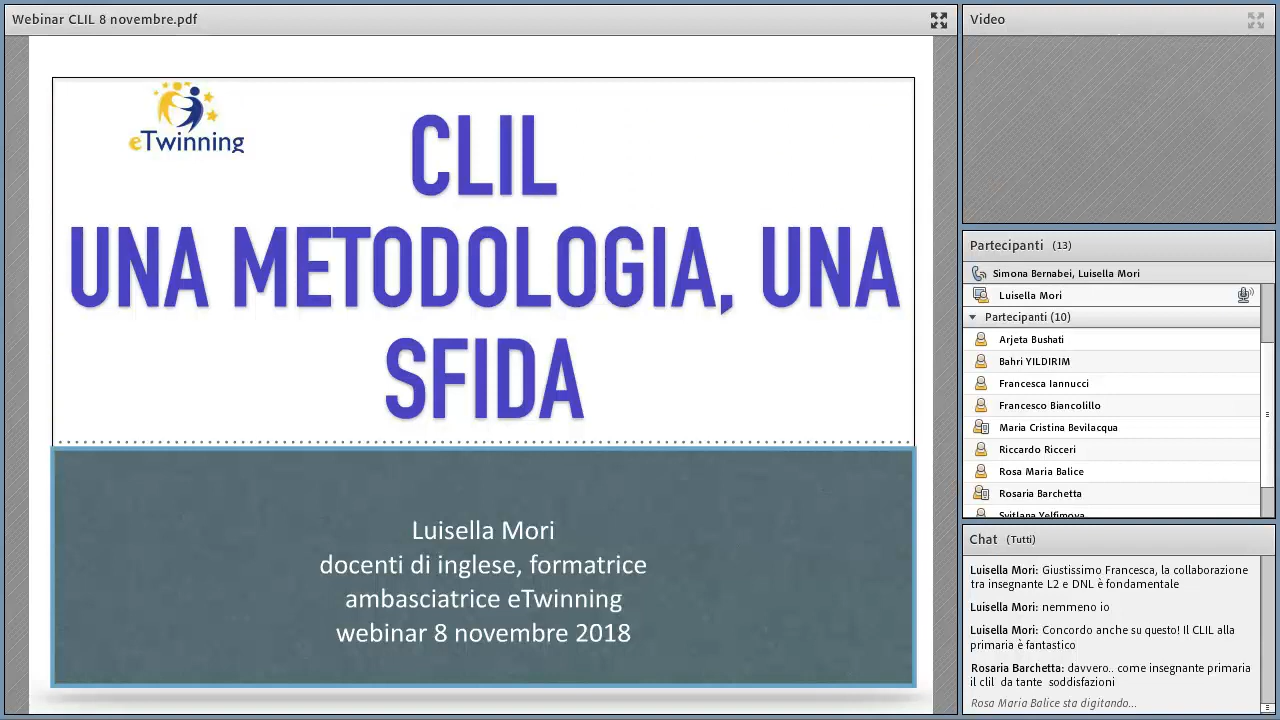 Webinar CLIL 8 novembre.pdf
eTwinning
CLIL
UNA METODOLOGIA, UNA
SFIDA
Luisella Mori
docenti di inglese, formatrice
ambasciatrice eTwinning
webinar 8 novembre 2018
Video
Partecipanti (13)
Simona Bernabei, Luisella Mori
Luisella Mori
Partecipanti (10)
Arjeta Bushati
Bahri YILDIRIM
Francesca Iannucci
Francesco Biancolillo
Maria Cristina Bevilacqua
Riccardo Ricceri
Rosa Maria Balice
Rosaria Barchetta
Svitlana Yelfimova
Chat (Tutti)
Luisella Mori: Giustissimo Francesca, la collaborazione
tra insegnante L2 e DNL è fondamentale
Luisella Mori: nemmeno io
Luisella Mori: Concordo anche su questo! Il CLIL alla
primaria è fantastico
Rosaria Barchetta: davvero.. come insegnante primaria
il clil da tante soddisfazioni
Rosa Maria Balice sta digitando...